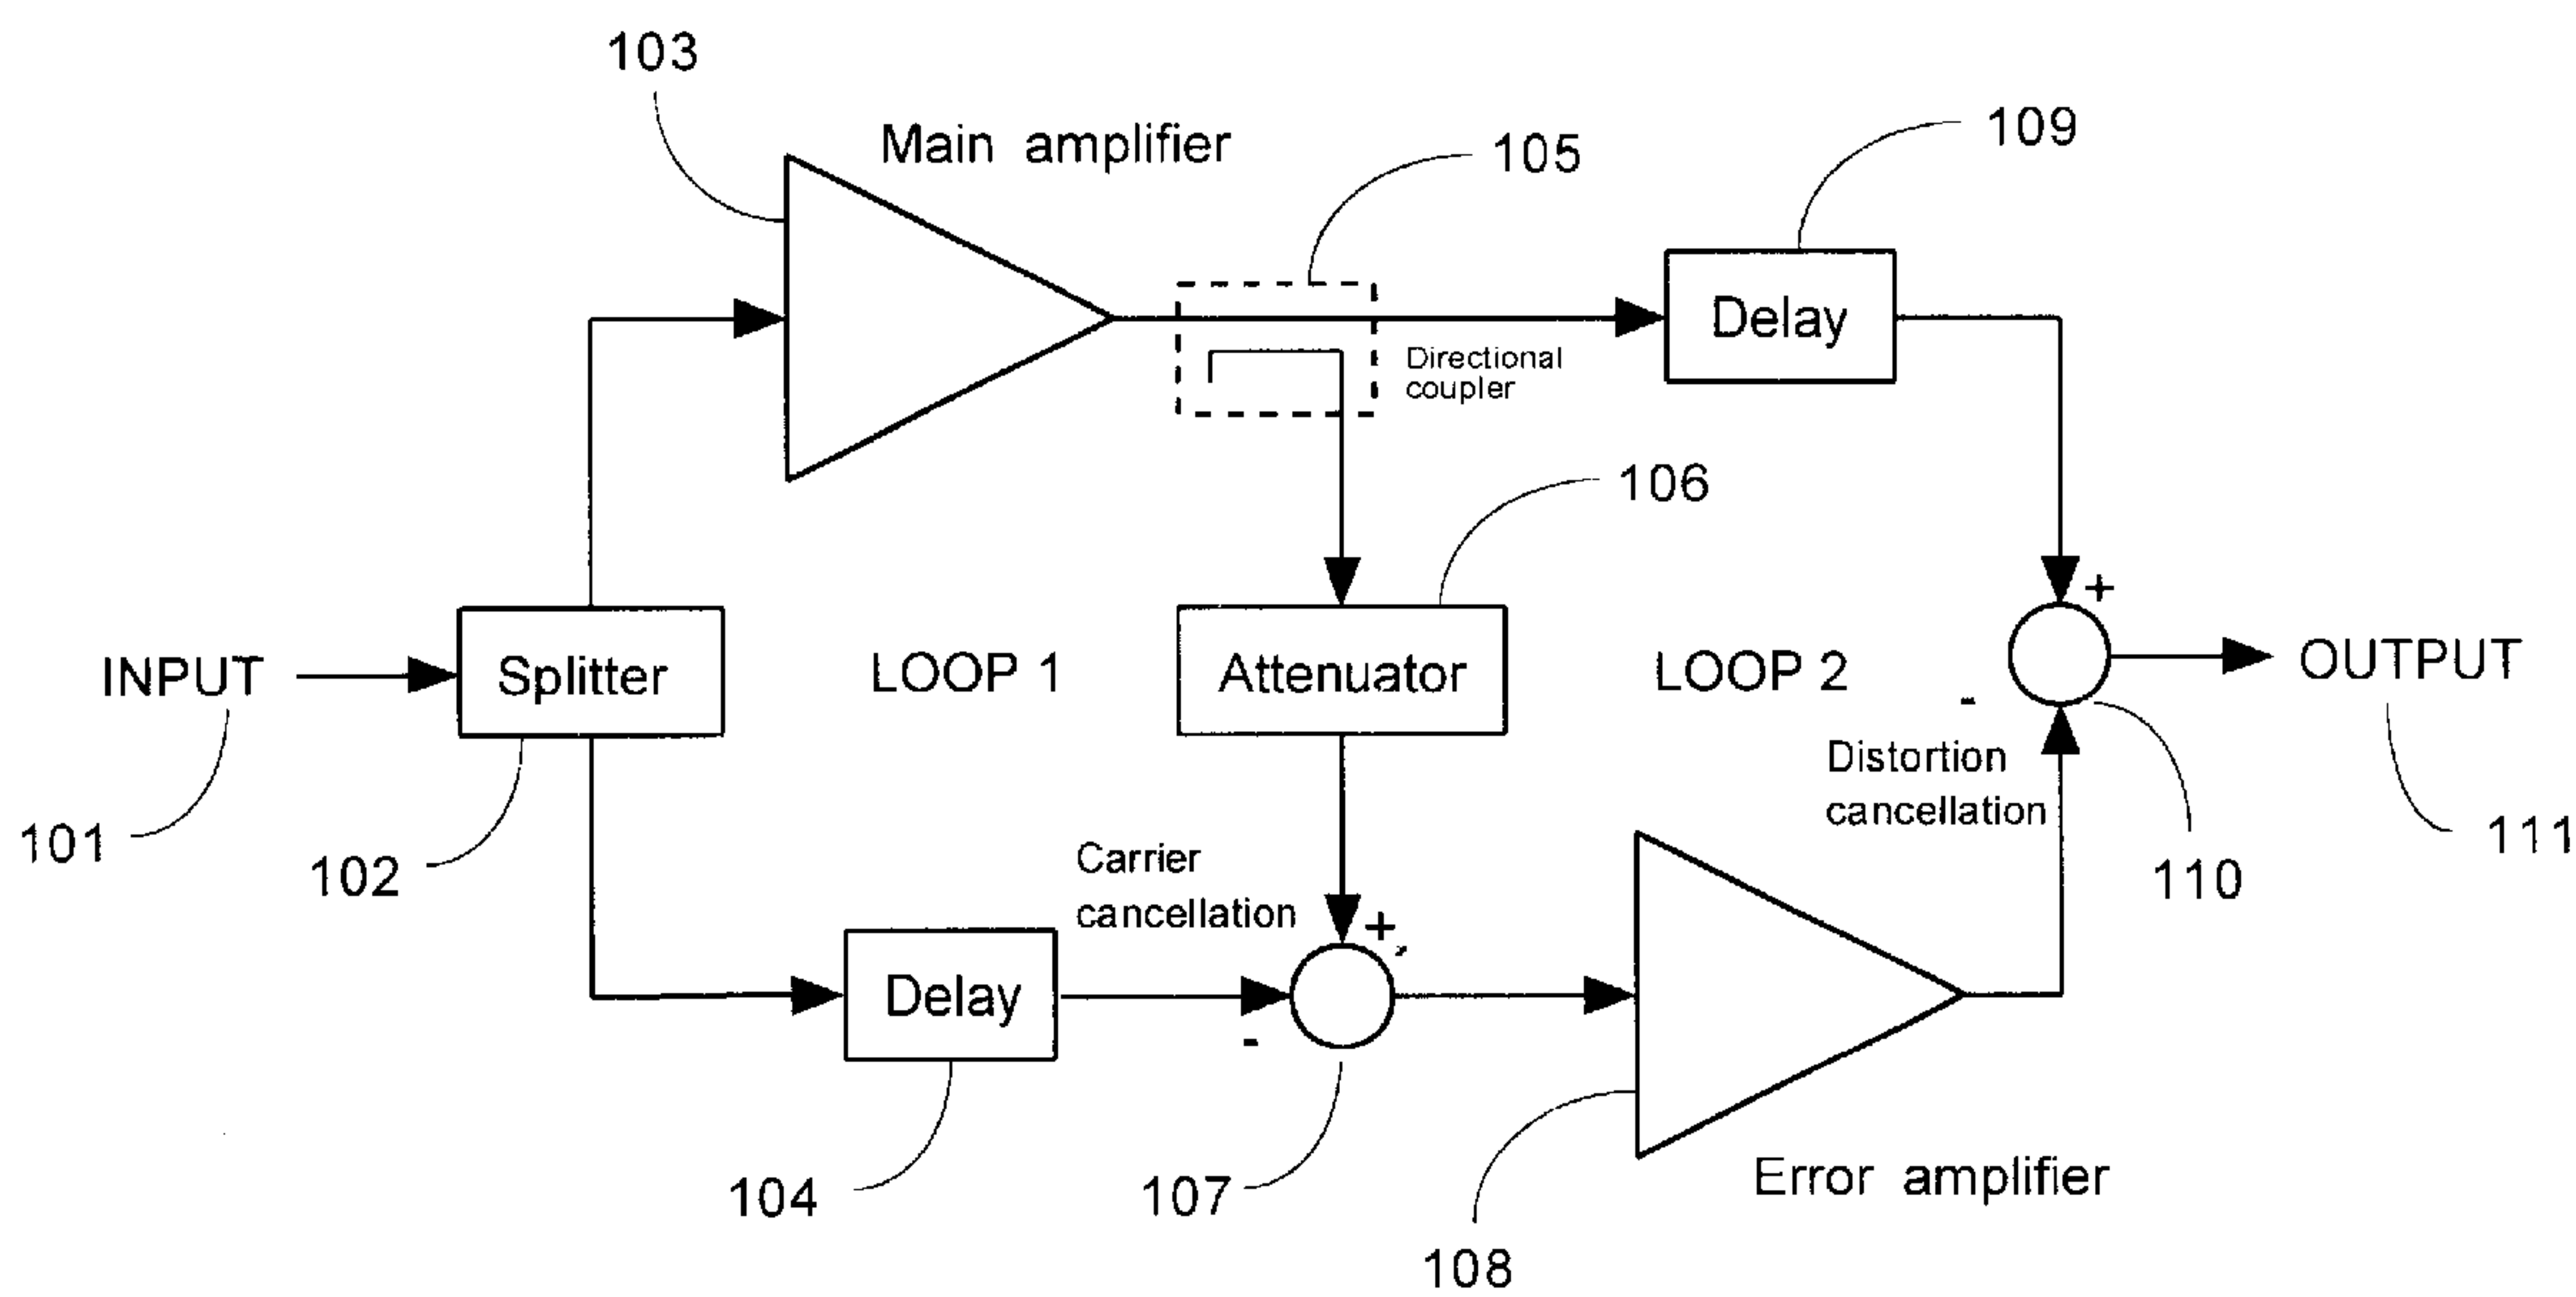 103
Main amplifier
105
109
Delay
Directional
coupler
106
INPUT
Splitter
LOOP 1
Attenuator
LOOP 2
+
-
OUTPUT
101
102
Distortion
cancellation
110
111
Carrier
cancellation
+
Delay
-
104
107
108
Error amplifier